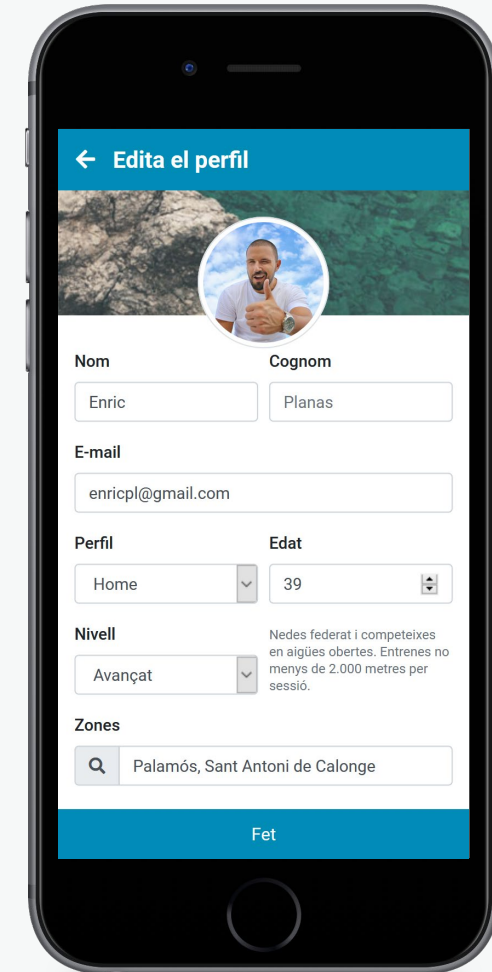 Edita el perfil
Nom Cognom
Enric Planas
E-mail
enricpl@gmail.com
Perfil Edat
Home 39
Nivell
Avançat
Nedes federat i competeixes
en aigües obertes. Entrenes no
menys de 2.000 metres per
sessió.
Zones
Palamós, Sant Antoni de Calonge
Fet